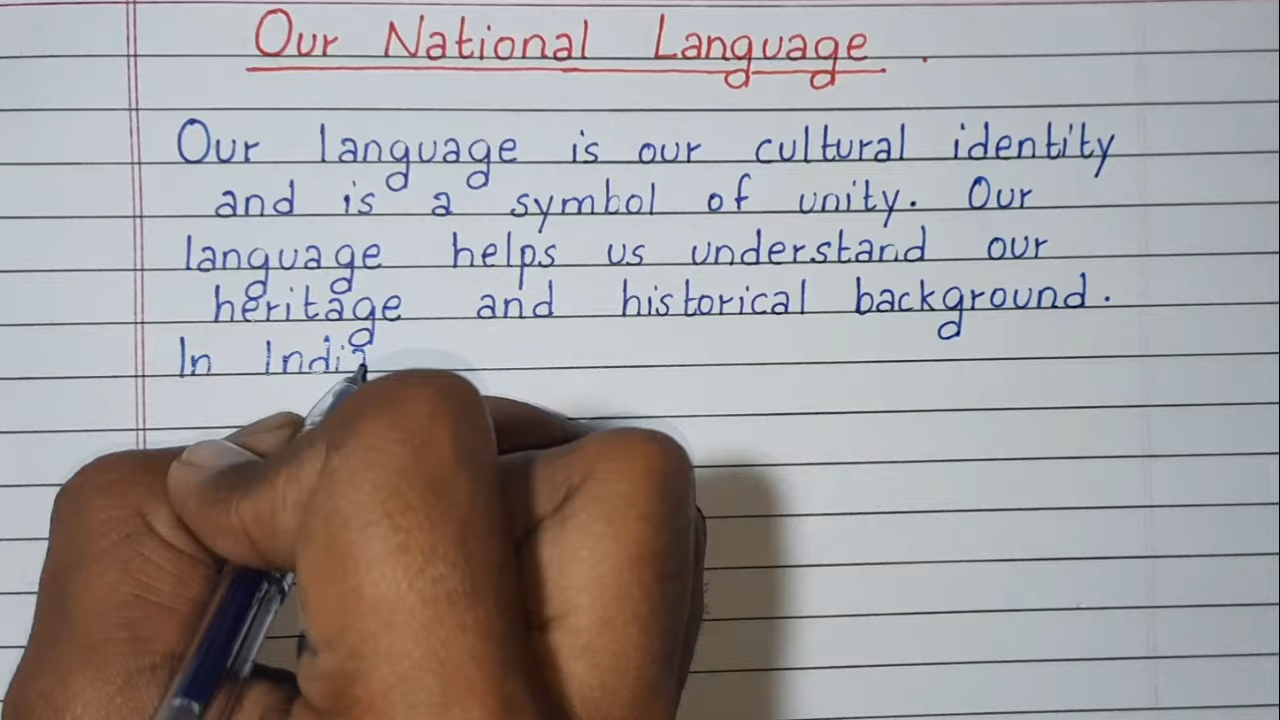 Our National Language .
Our language is our cultural identity
and is a symbol of unity. Our
language helps us understand our
heritage and historical background.
In India